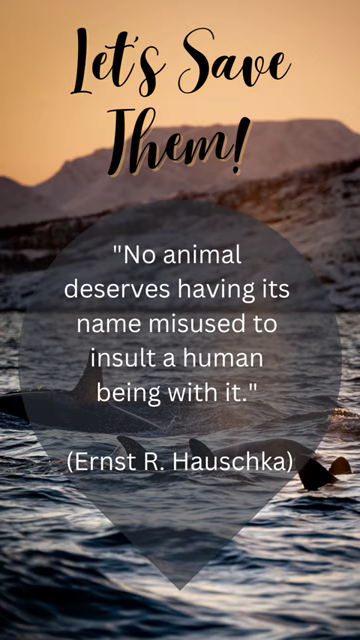 Let's Save
Them!
"No animal
deserves having its
name misused to
insult a human
being with it."
(Ernst R. Hauschka)